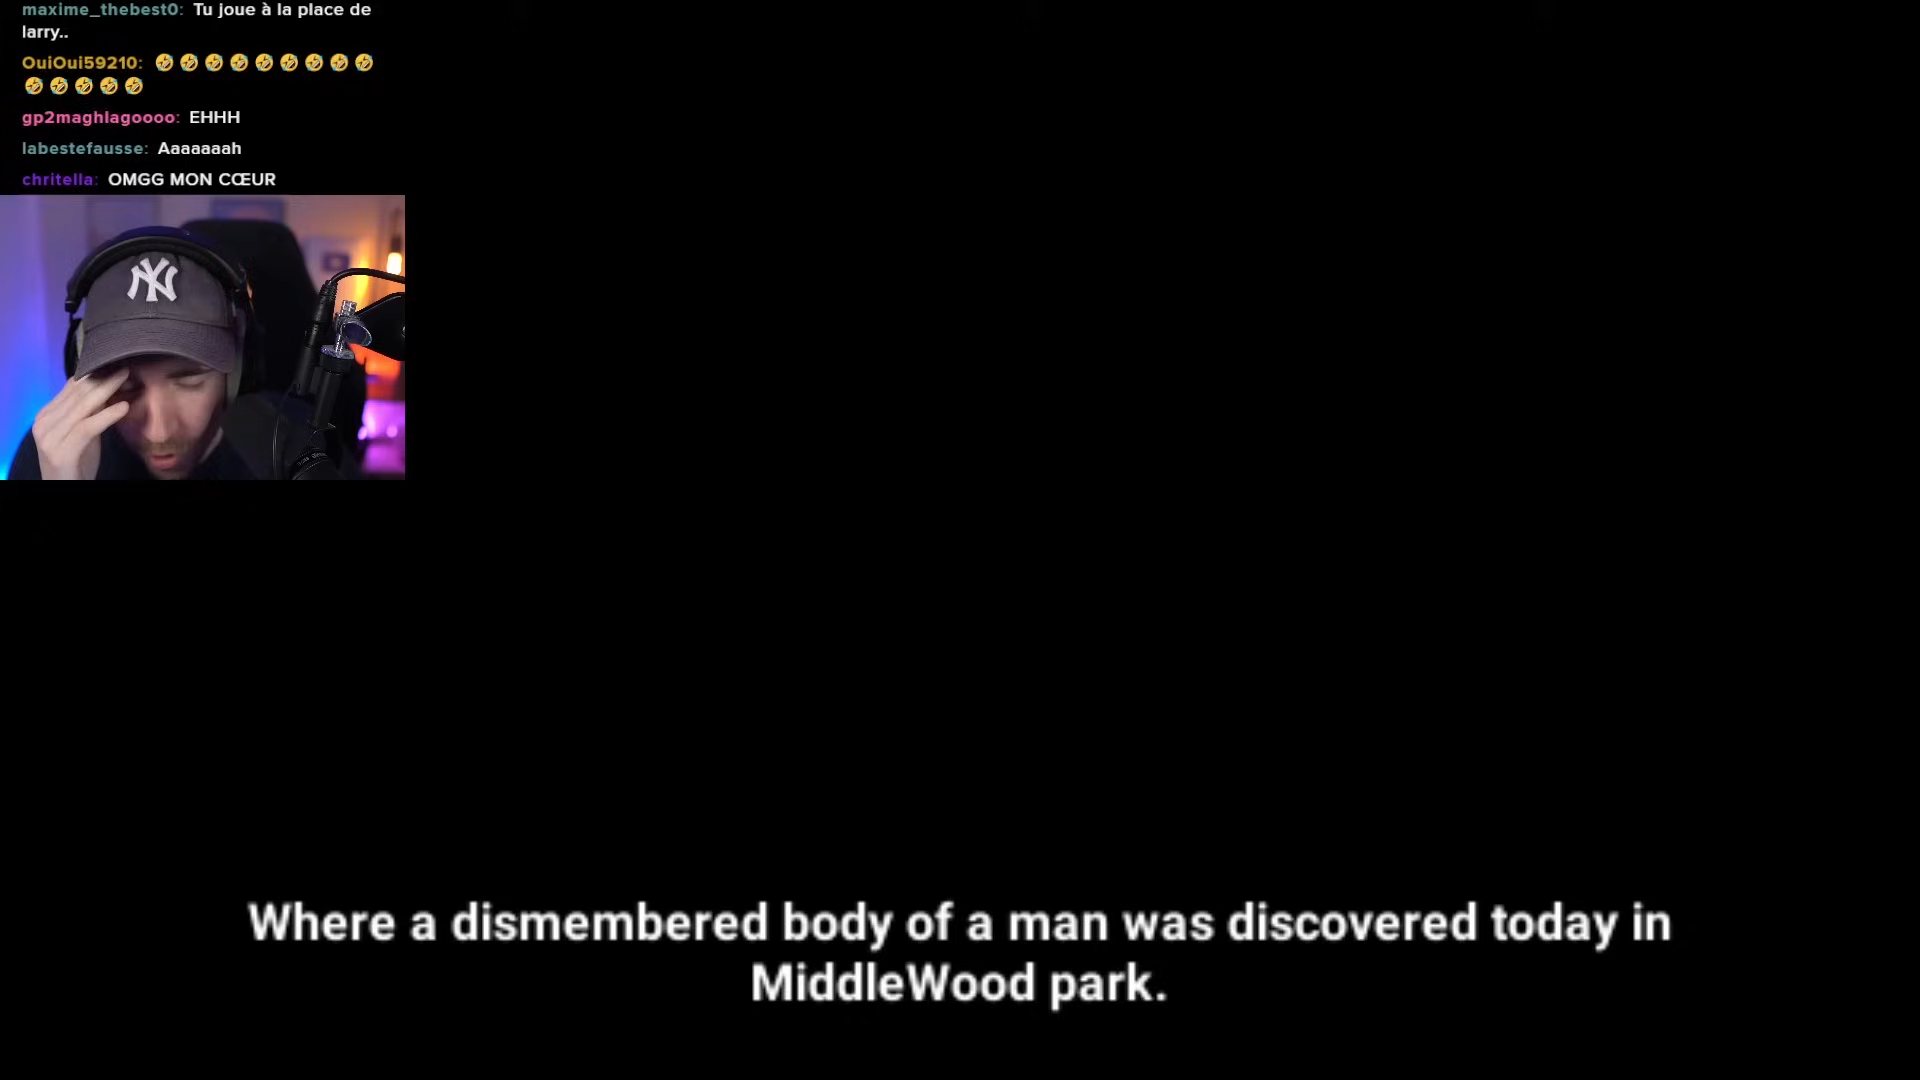 maxime_thebest0: Tu joue à la place de
larry..
OuiOui59210: 🤣 🤣 🤣 🤣 🤣 🤣 🤣 🤣 🤣
🤣 🤣 🤣 🤣 🤣
gp2maghlagoooo: EHHH
labestefausse: Aaaaaaah
chritella: OMGG MON CŒUR
NY
Where a dismembered body of a man was discovered today in
MiddleWood park.